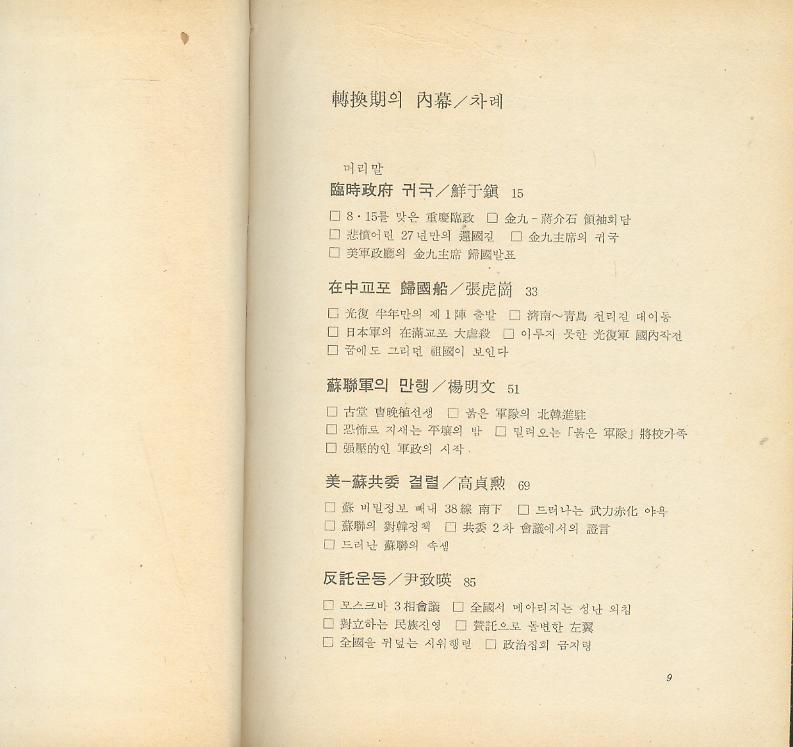 轉換期의 內幕／차례
머리말
臨時政府 귀국／鮮于鎭 15
□ 8·15를 맞은 重慶臨政 □ 金九－蔣介石 領袖회담
□ 悲憤어린 27년만의 還國길 □ 金九主席의 귀국
□ 美軍政廳의 金九主席 歸國발표
在中교포 歸國船／張虎崗 33
□ 光復 半年만의 제1陣 출발 □ 濟南～靑島 천리길 대이동
□ 日本軍의 在滿교포 大虐殺 □ 이루지 못한 光復軍 國內작전
□ 꿈에도 그리던 祖國이 보인다
蘇聯軍의 만행／楊明文 51
□ 古堂 曺晩植선생 □ 붉은 軍隊의 北韓進駐
□ 恐怖로 지새는 平壤의 밤 □ 밀려오는「붉은 軍隊」將校가족
□ 强壓的인 軍政의 시작
美－蘇共委 결렬／高貞勲 69
□ 蘇 비밀정보 빼내 38線 南下 □ 드러나는 武力赤化 야욕
□ 蘇聯의 對韓정책 □ 共委 2차 會議에서의 證言
□ 드러난 蘇聯의 속셈
反託운동／尹致暎 85
□ 모스크바 3相會議 □ 全國서 메아리지는 성난 외침
□ 對立하는 民族진영 □ 贊託으로 돌변한 左翼
□ 全國을 뒤덮는 시위행렬 □ 政治집회 금지령
9